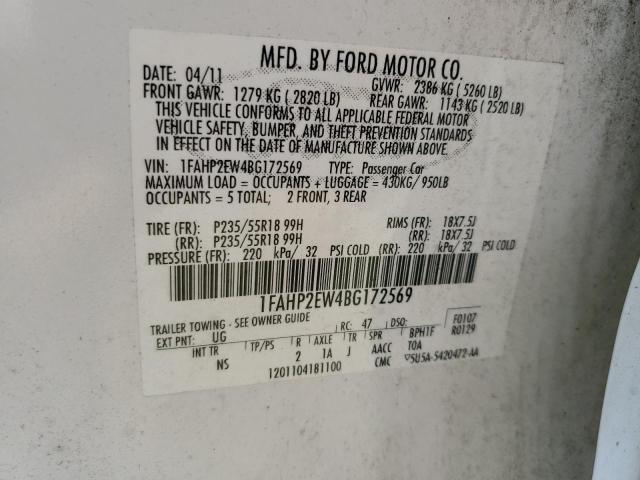 MFD. BY FORD MOTOR CO.
DATE: 04/11 GVWR: 2386 KG ( 5260 LB)
FRONT GAWR: 1279 KG ( 2820 LB) REAR GAWR: 1143 KG ( 2520 LB)
THIS VEHICLE CONFORMS TO ALL APPLICABLE FEDERAL MOTOR
VEHICLE SAFETY, BUMPER, AND THEFT PREVENTION STANDARDS
IN EFFECT ON THE DATE OF MANUFACTURE SHOWN ABOVE.
VIN: 1FAHP2EW4BG172569 TYPE: Passenger Car
MAXIMUM LOAD = OCCUPANTS + LUGGAGE = 430KG/ 950LB
OCCUPANTS = 5 TOTAL; 2 FRONT, 3 REAR
TIRE (FR): P235/55R18 99H RIMS (FR): 18X7.5J
(RR): P235/55R18 99H (RR): 18X7.5J
PRESSURE (FR): 220 kPa/ 32 PSI COLD (RR): 220 kPa/ 32 PSI COLD
1FAHP2EW4BG172569
TRAILER TOWING - SEE OWNER GUIDE
EXT PNT: UG RC: 47 DSO: F0107
INT TR TP/PS R AXLE TR SPR BPH1F R0129
NS 2 1A J AACC TOA
1201104181100 CMC 5U5A-5420472-AA